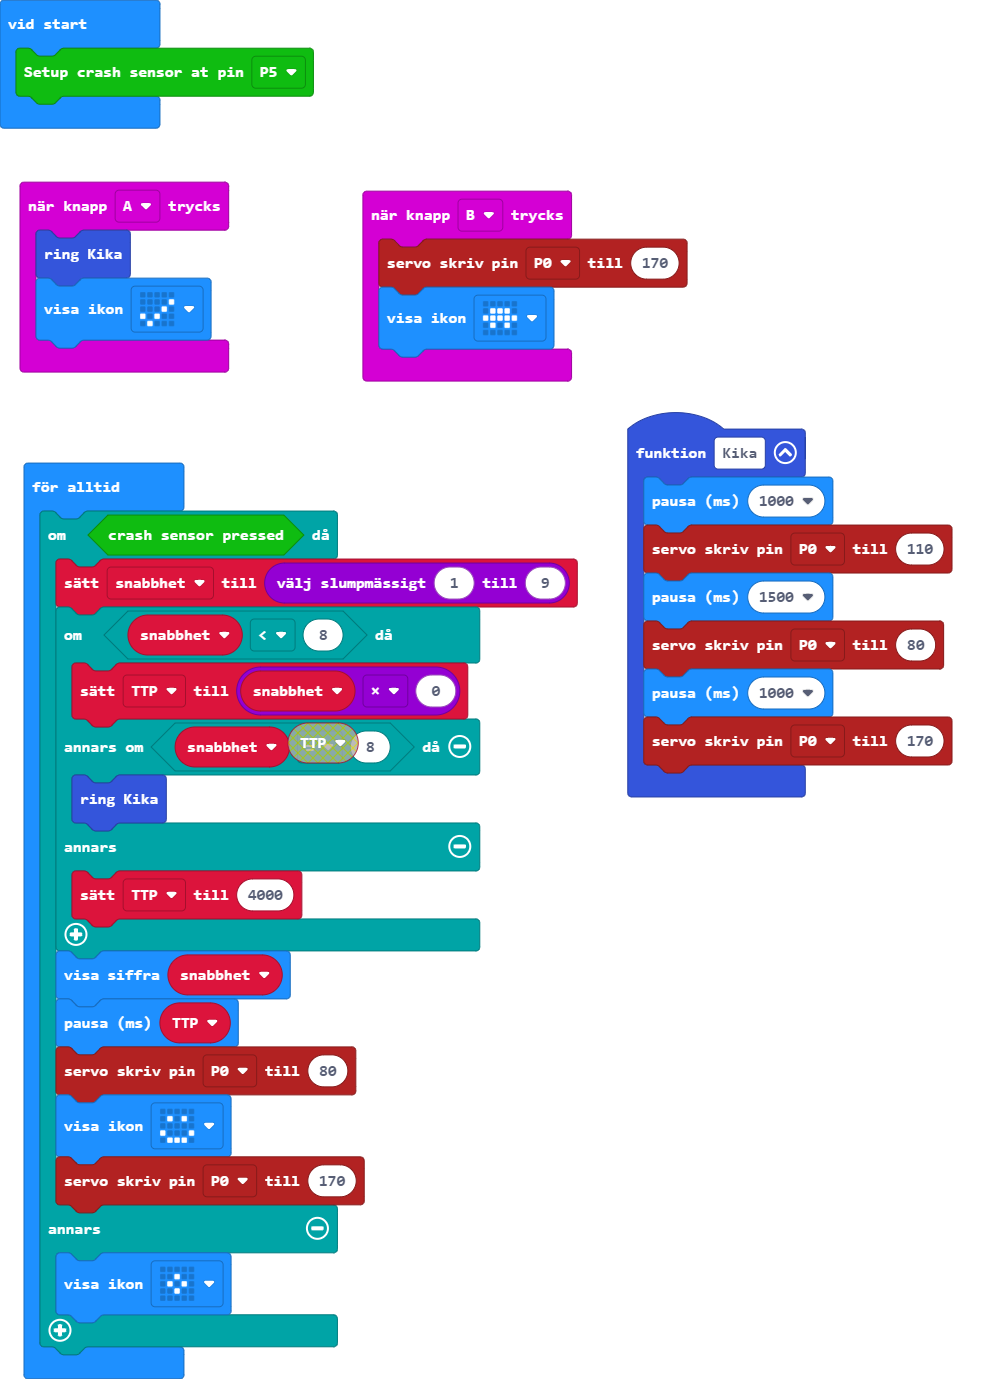 vid start
Setup crash sensor at pin P5
när knapp A trycks
ring Kika
visa ikon
när knapp B trycks
servo skriv pin P0 till 170
visa ikon
för alltid
om crash sensor pressed då
sätt snabbhet till välj slumpmässigt 1 till 9
om snabbhet < 8 då
sätt TTP till snabbhet × 0
annars om snabbhet TTP 8 då
ring Kika
annars
sätt TTP till 4000
visa siffra snabbhet
pausa (ms) TTP
servo skriv pin P0 till 80
visa ikon
servo skriv pin P0 till 170
annars
visa ikon
funktion Kika
pausa (ms) 1000
servo skriv pin P0 till 110
pausa (ms) 1500
servo skriv pin P0 till 80
pausa (ms) 1000
servo skriv pin P0 till 170